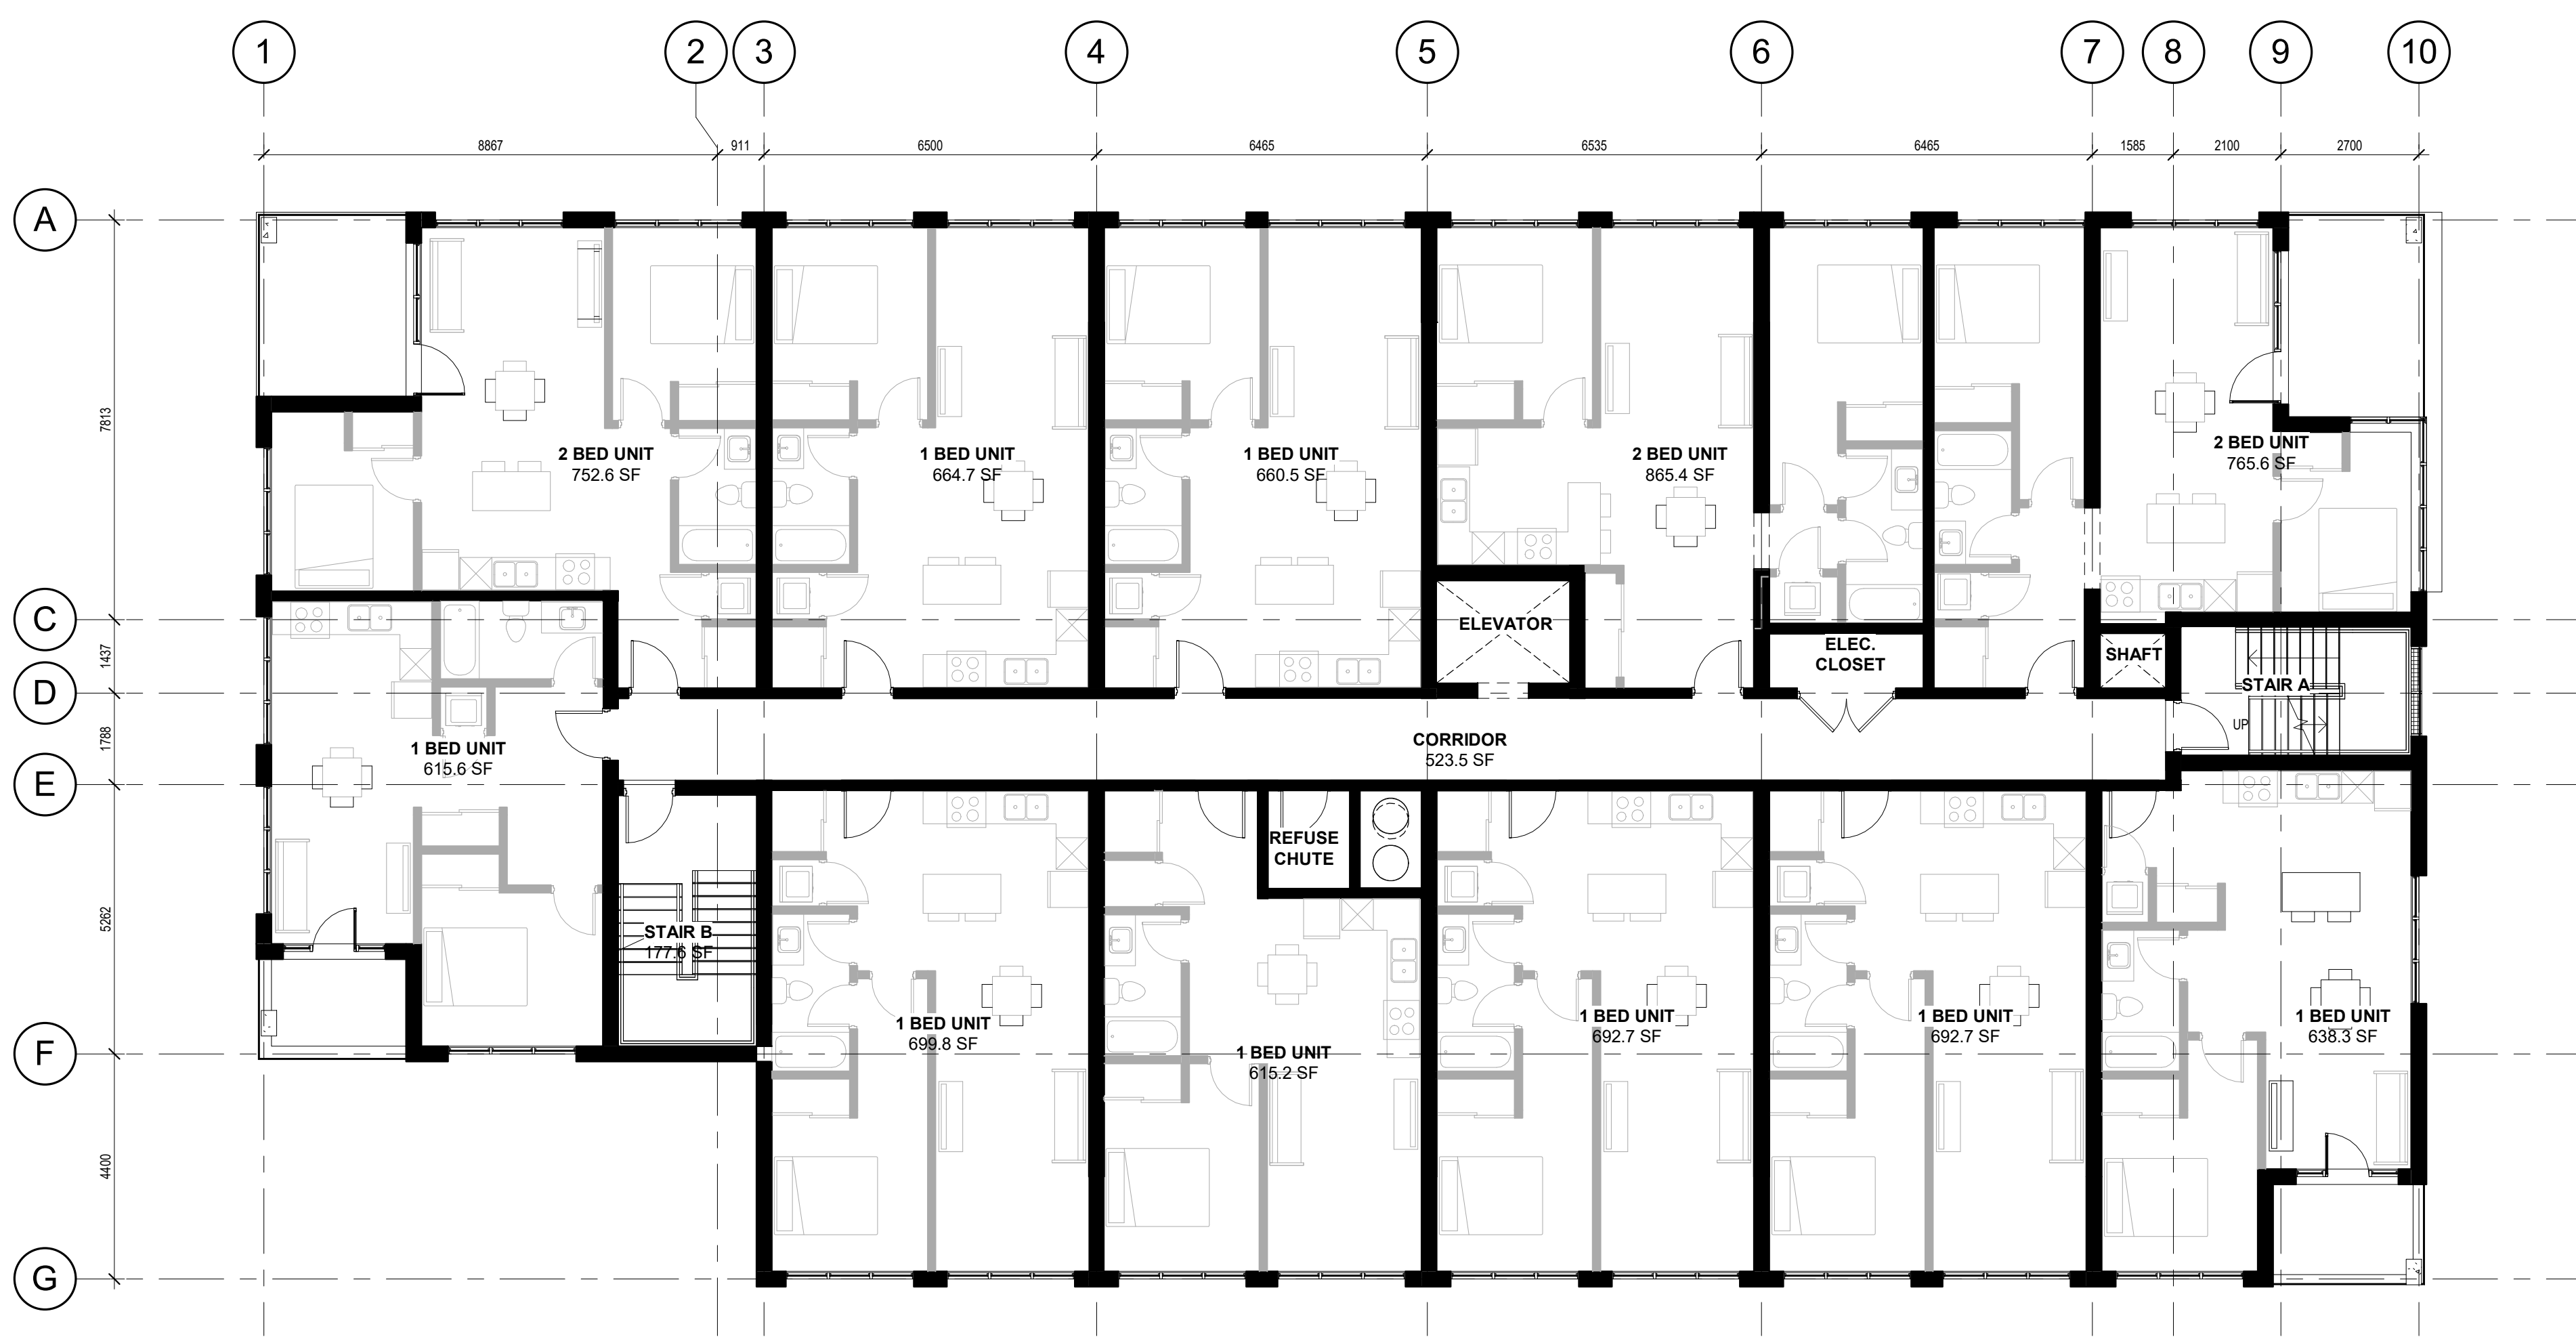 1 2 3 4 5 6 7 8 9 10
8867 911 6500 6465 6535 6465 1585 2100 2700
A
7813
2 BED UNIT
752.6 SF
1 BED UNIT
664.7 SF
1 BED UNIT
660.5 SF
2 BED UNIT
865.4 SF
2 BED UNIT
765.6 SF
C
1437
ELEVATOR
ELEC.
CLOSET
SHAFT
D
STAIR A
UP
1788
1 BED UNIT
615.6 SF
CORRIDOR
523.5 SF
E
REFUSE
CHUTE
5262
STAIR B
177.6 SF
1 BED UNIT
699.8 SF
1 BED UNIT
615.2 SF
1 BED UNIT
692.7 SF
1 BED UNIT
692.7 SF
1 BED UNIT
638.3 SF
F
4400
G